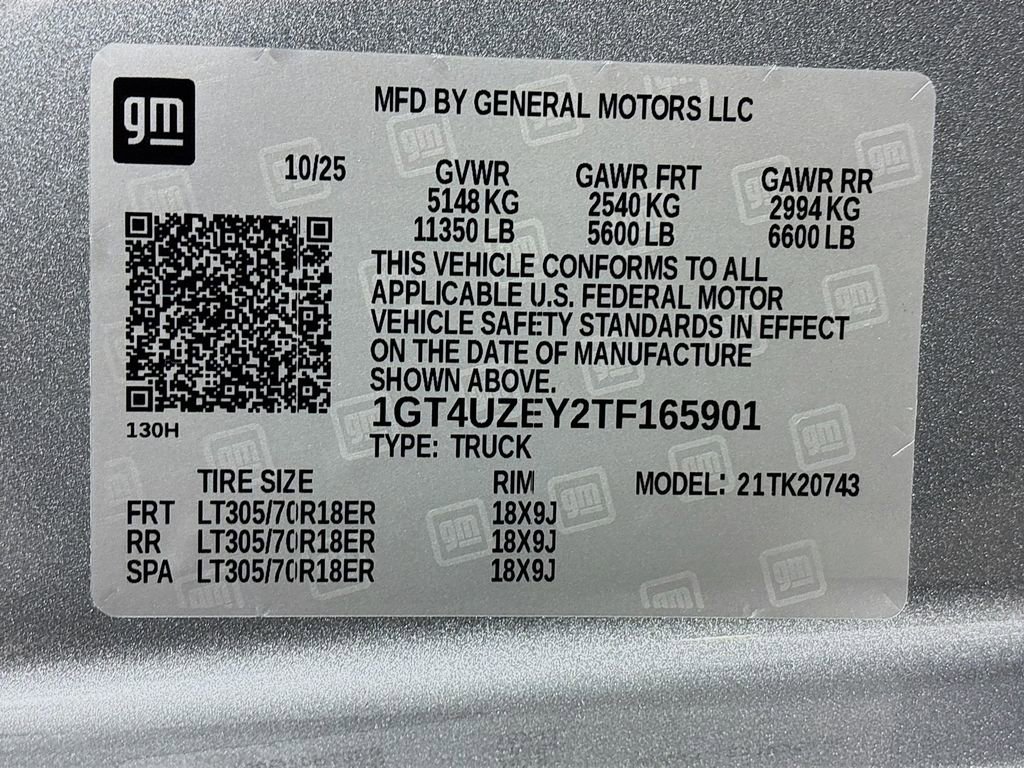 gm
MFD BY GENERAL MOTORS LLC
10/25
GVWR GAWR FRT GAWR RR
5148 KG 2540 KG 2994 KG
11350 LB 5600 LB 6600 LB
THIS VEHICLE CONFORMS TO ALL
APPLICABLE U.S. FEDERAL MOTOR
VEHICLE SAFETY STANDARDS IN EFFECT
ON THE DATE OF MANUFACTURE
SHOWN ABOVE.
1GT4UZEY2TF165901
130H
TYPE: TRUCK
TIRE SIZE RIM MODEL: 21TK20743
FRT LT305/70R18ER 18X9J
RR LT305/70R18ER 18X9J
SPA LT305/70R18ER 18X9J